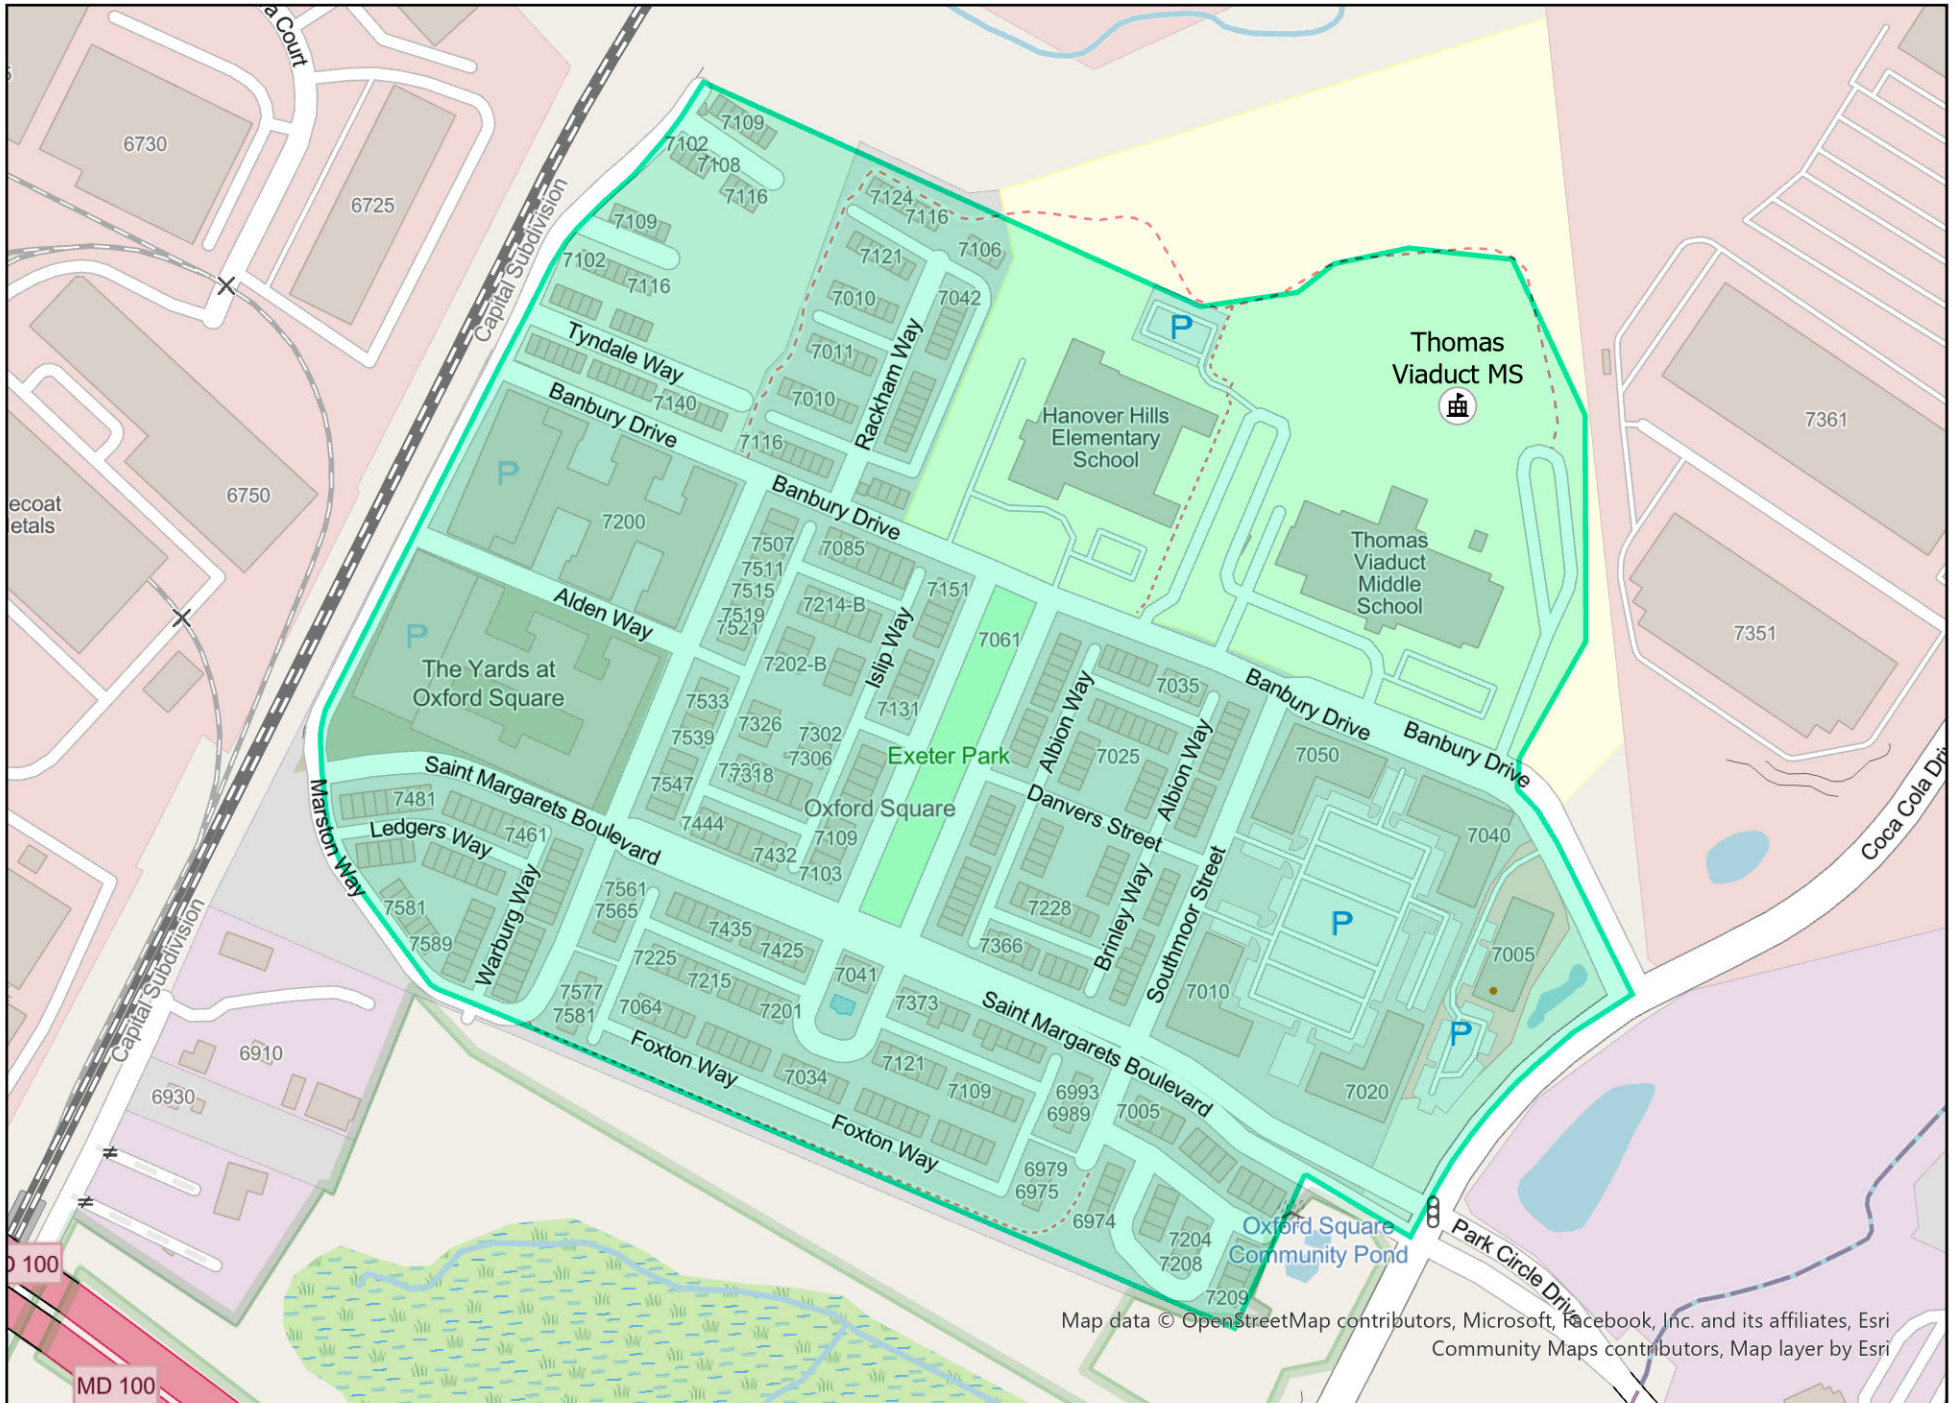 a Court
6730
6725
6750
ecoat
etals
Capital Subdivision
Capital Subdivision
7109
7102
7108
7116
7109
7102
7116
Tyndale Way
7140
Banbury Drive
7124
7116
7106
7121
7010
7042
7011
7010
Rackham Way
7116
P
Thomas
Viaduct MS
Hanover Hills
Elementary
School
Thomas
Viaduct
Middle
School
7361
7351
P
7200
Banbury Drive
7507
7085
7511
7515
7519
7521
7151
7214-B
Islip Way
Alden Way
P
The Yards at
Oxford Square
7202-B
7061
7533
7326
7131
7539
7302
7306
7318
7547
Exeter Park
Oxford Square
Albion Way
7035
7025
Albion Way
Danvers Street
Banbury Drive
Banbury Drive
7050
7040
Coca Cola Dri
Saint Margarets Boulevard
7481
Ledgers Way
7461
Marston Way
7444
7432
7109
7103
7581
7589
Warburg Way
7561
7565
7435
7425
7225
7215
7201
7041
7577
7581
7064
Foxton Way
7034
7228
7366
Brinley Way
Southmoor Street
P
7005
7010
P
7020
7373
Saint Margarets Boulevard
7121
7109
6993
6989
7005
Foxton Way
6979
6975
6974
7204
7208
7209
Oxford Square
Community Pond
Park Circle Drive
6910
6930
D 100
MD 100
Map data © OpenStreetMap contributors, Microsoft, Facebook, Inc. and its affiliates, Esri
Community Maps contributors, Map layer by Esri